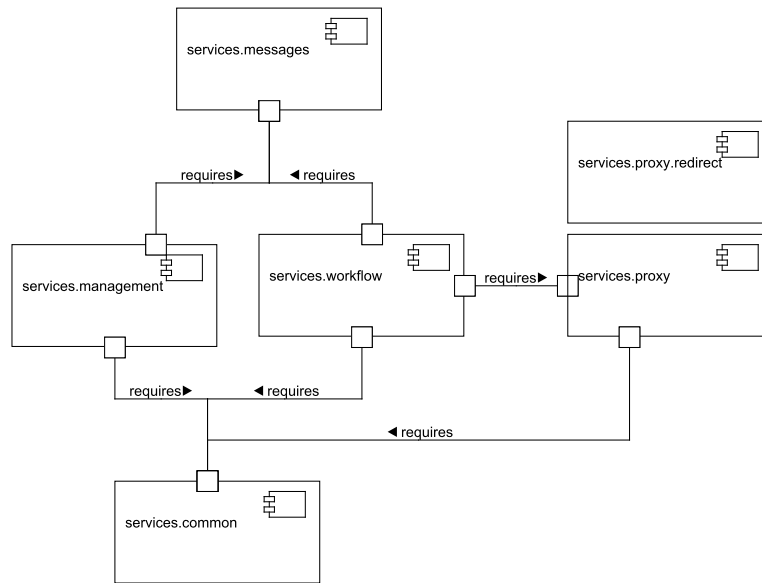 services.messages
services.proxy.redirect
requires
requires
services.management
services.workflow
requires
services.proxy
requires
requires
requires
services.common